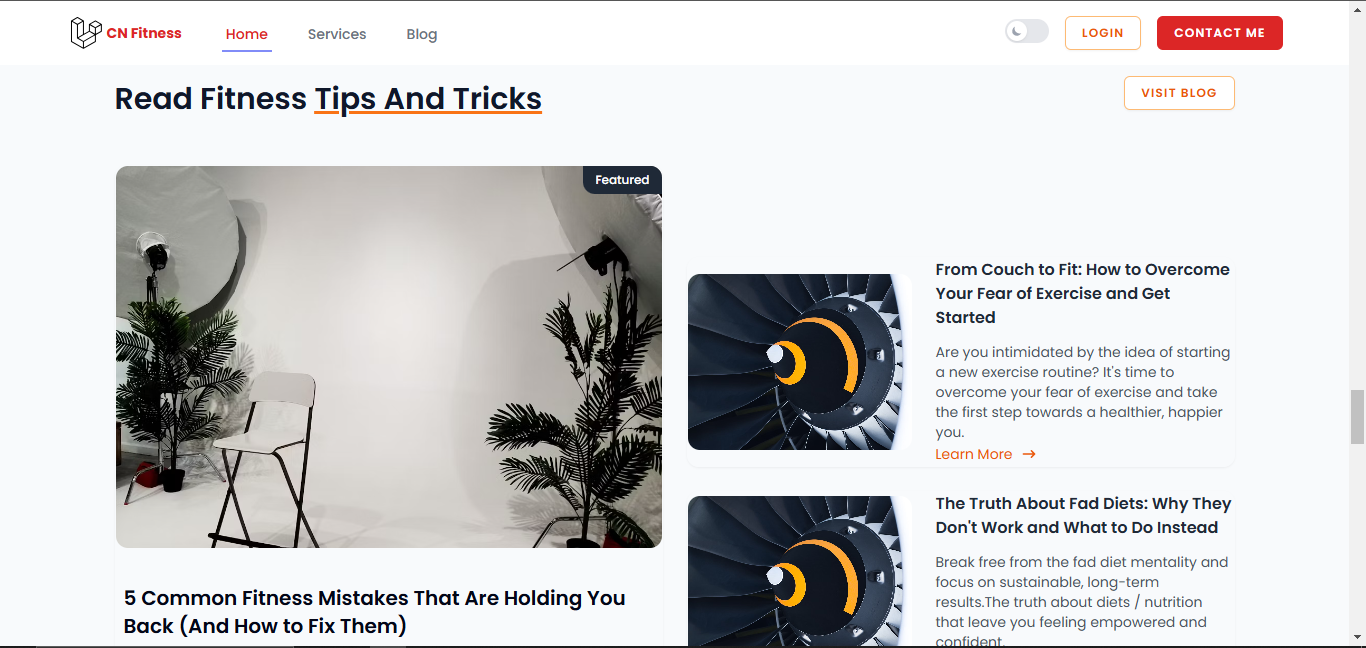 CN Fitness
Home
Services
Blog
LOGIN
CONTACT ME
Read Fitness Tips And Tricks
VISIT BLOG
Featured
5 Common Fitness Mistakes That Are Holding You
Back (And How to Fix Them)
From Couch to Fit: How to Overcome
Your Fear of Exercise and Get
Started
Are you intimidated by the idea of starting
a new exercise routine? It's time to
overcome your fear of exercise and take
the first step towards a healthier, happier
you.
Learn More →
The Truth About Fad Diets: Why They
Don't Work and What to Do Instead
Break free from the fad diet mentality and
focus on sustainable, long-term
results.The truth about diets / nutrition
that leave you feeling empowered and
confident.